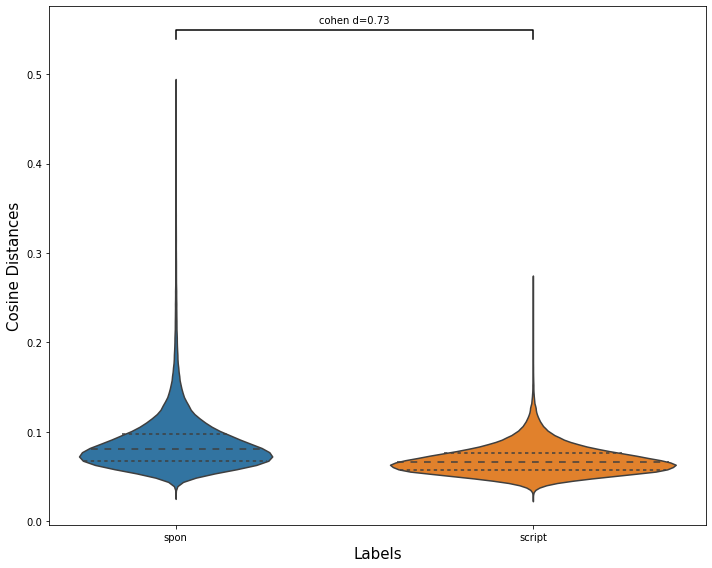 cohen d=0.73
0.5
0.4
0.3
0.2
0.1
0.0
Cosine Distances
spon
script
Labels